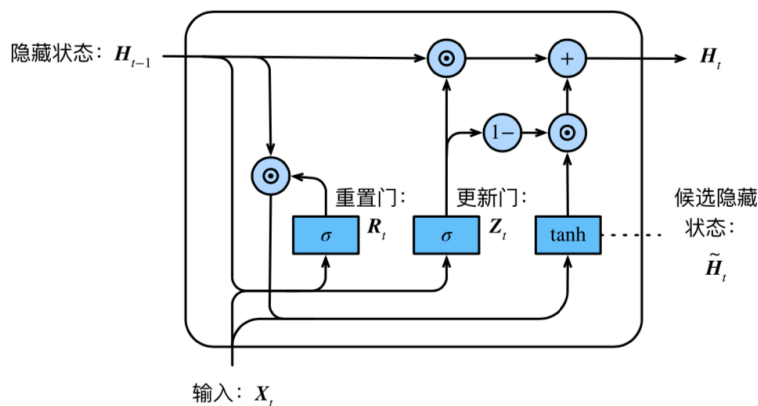 隐藏状态：H_{t−1}
⊙
+
H_t
1−
⊙
⊙
重置门：
R_t
更新门：
Z_t
候选隐藏
状态：
H̃_t
σ
σ
tanh
输入：X_t